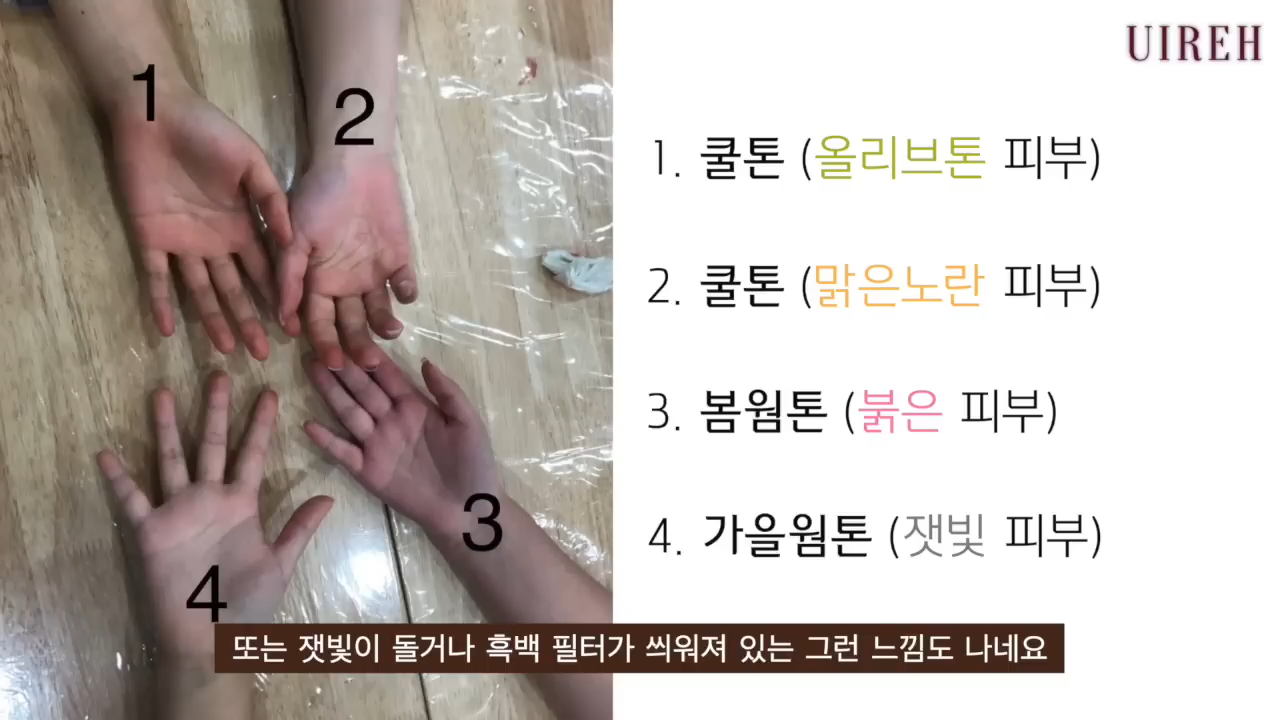 UIREH
1
2
3
4
1. 쿨톤 (올리브톤 피부)
2. 쿨톤 (맑은노란 피부)
3. 봄웜톤 (붉은 피부)
4. 가을웜톤 (잿빛 피부)
또는 잿빛이 돌거나 흑백 필터가 씌워져 있는 그런 느낌도 나네요